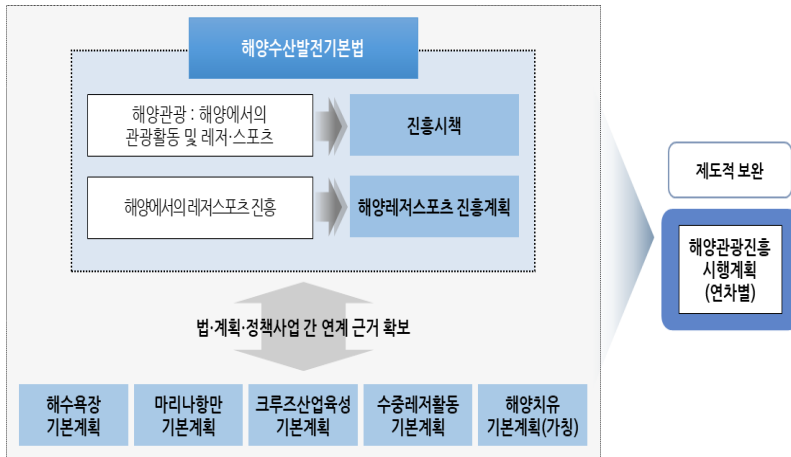 해양수산발전기본법
해양관광 : 해양에서의
관광활동 및 레저·스포츠
진흥시책
해양에서의 레저스포츠 진흥
해양레저스포츠 진흥계획
법·계획·정책사업 간 연계 근거 확보
해수욕장
기본계획
마리나항만
기본계획
크루즈산업육성
기본계획
수중레저활동
기본계획
해양치유
기본계획(가칭)
제도적 보완
해양관광진흥
시행계획
(연차별)